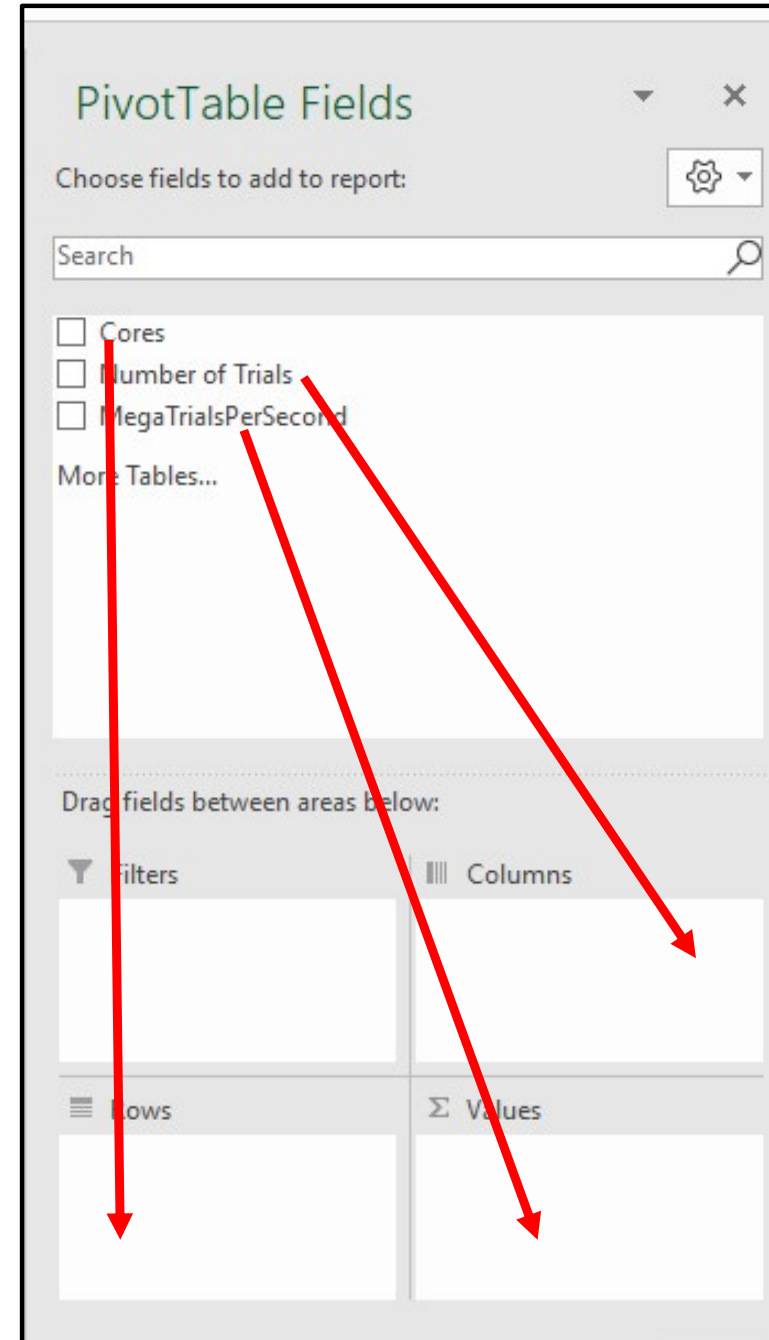 PivotTable Fields
Choose fields to add to report:
Search
Cores
Number of Trials
MegaTrialsPerSecond
More Tables...
Drag fields between areas below:
Filters
Columns
Rows
Σ Values